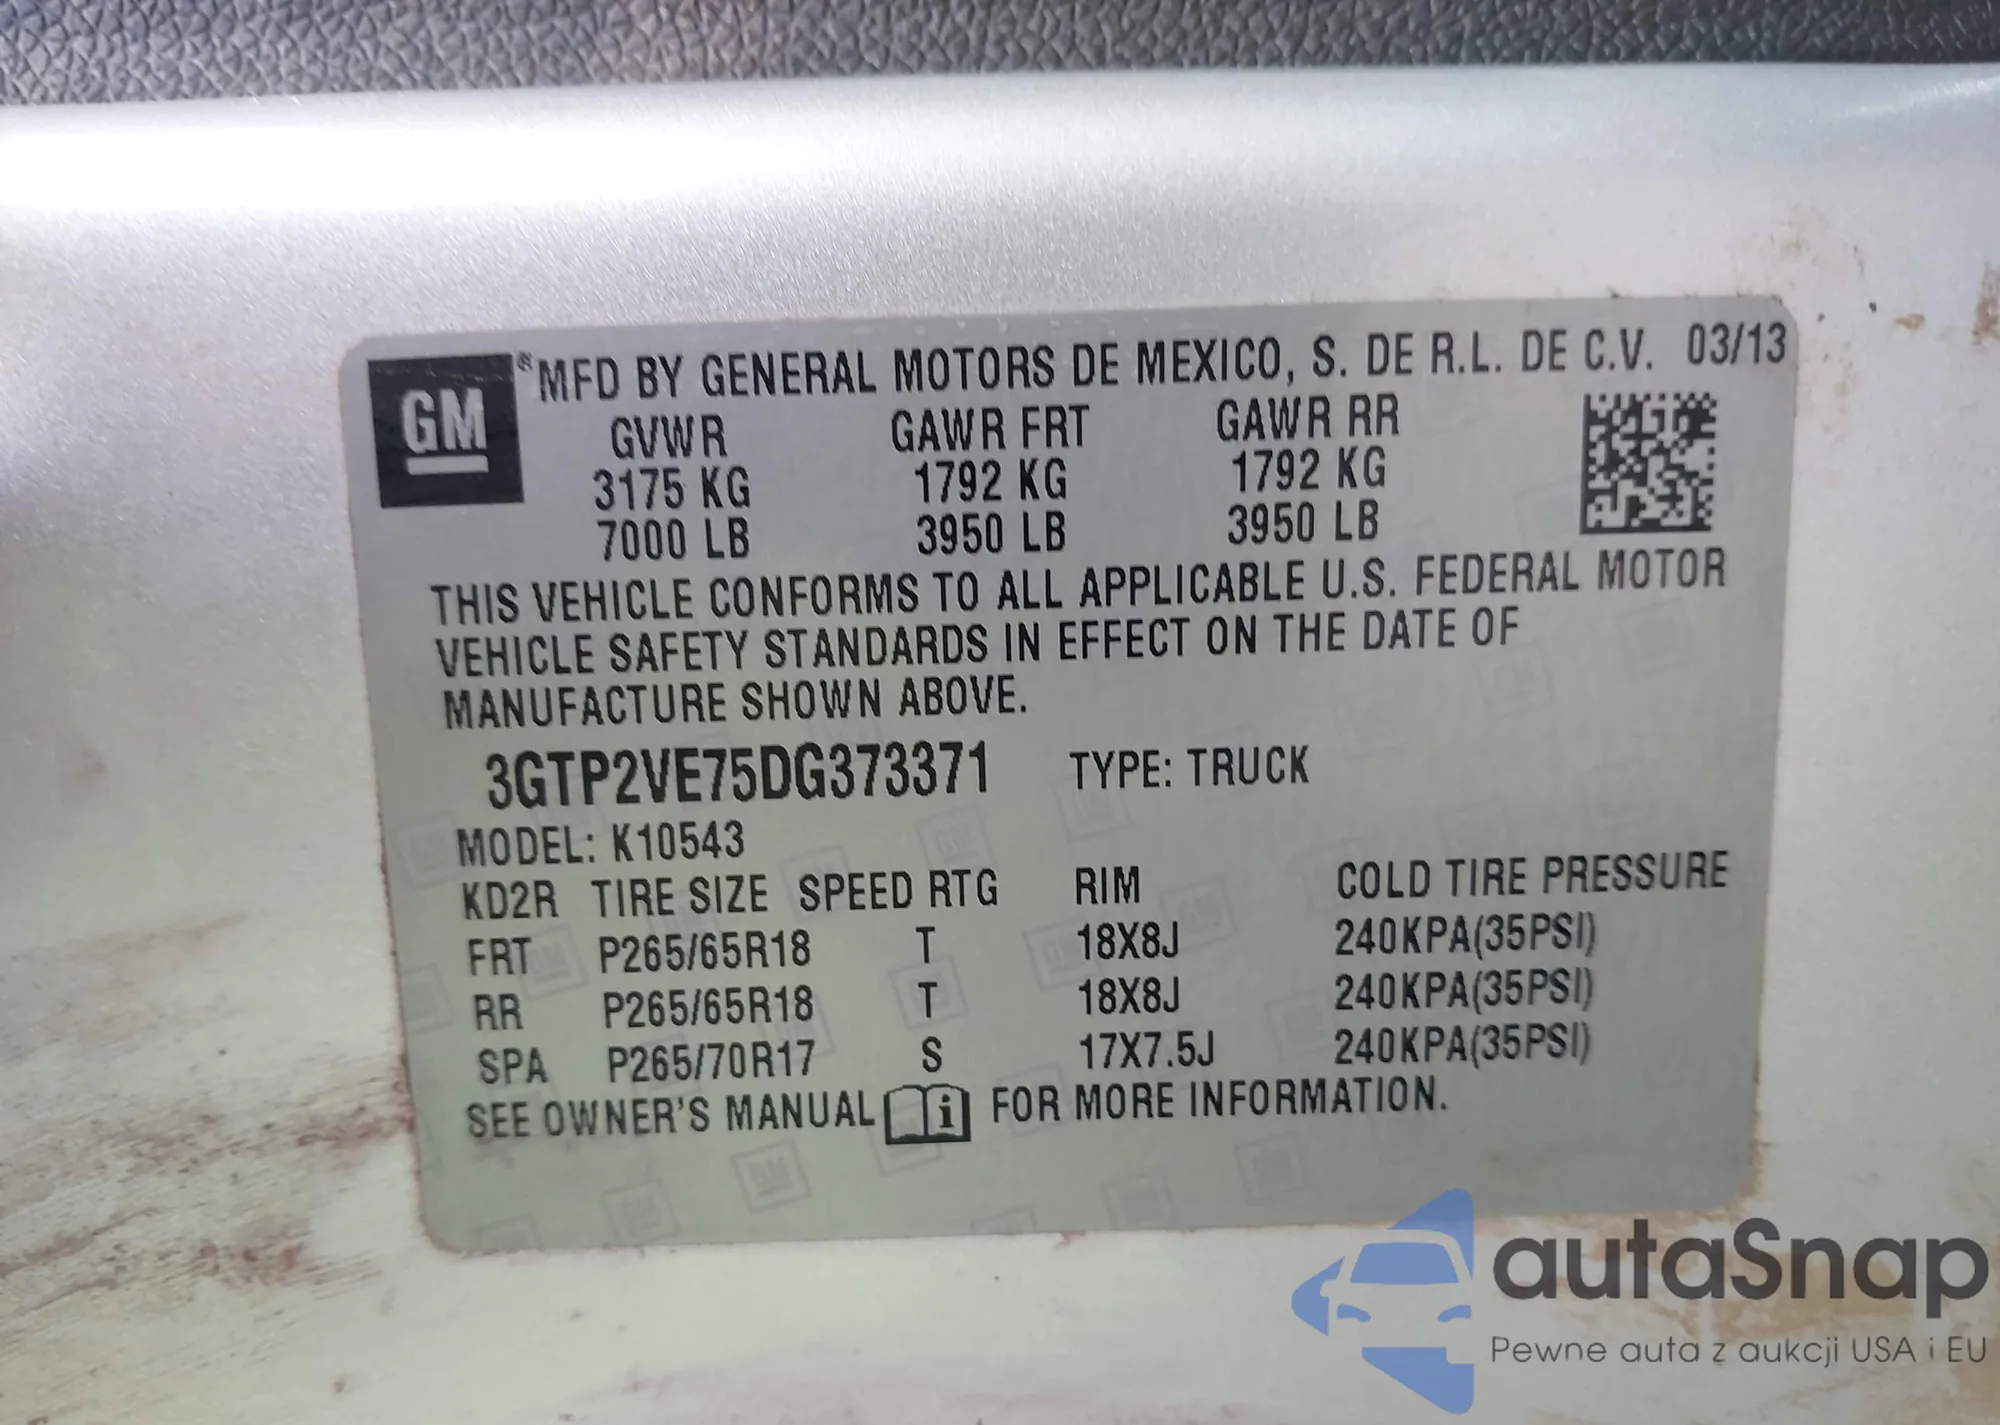 GM
®MFD BY GENERAL MOTORS DE MEXICO, S. DE R.L. DE C.V. 03/13
GVWR GAWR FRT GAWR RR
3175 KG 1792 KG 1792 KG
7000 LB 3950 LB 3950 LB
THIS VEHICLE CONFORMS TO ALL APPLICABLE U.S. FEDERAL MOTOR
VEHICLE SAFETY STANDARDS IN EFFECT ON THE DATE OF
MANUFACTURE SHOWN ABOVE.
3GTP2VE75DG373371 TYPE: TRUCK
MODEL: K10543
KD2R TIRE SIZE SPEED RTG RIM COLD TIRE PRESSURE
FRT P265/65R18 T 18X8J 240KPA(35PSI)
RR P265/65R18 T 18X8J 240KPA(35PSI)
SPA P265/70R17 S 17X7.5J 240KPA(35PSI)
SEE OWNER'S MANUAL i FOR MORE INFORMATION.
autaSnap
Pewne auta z aukcji USA i EU